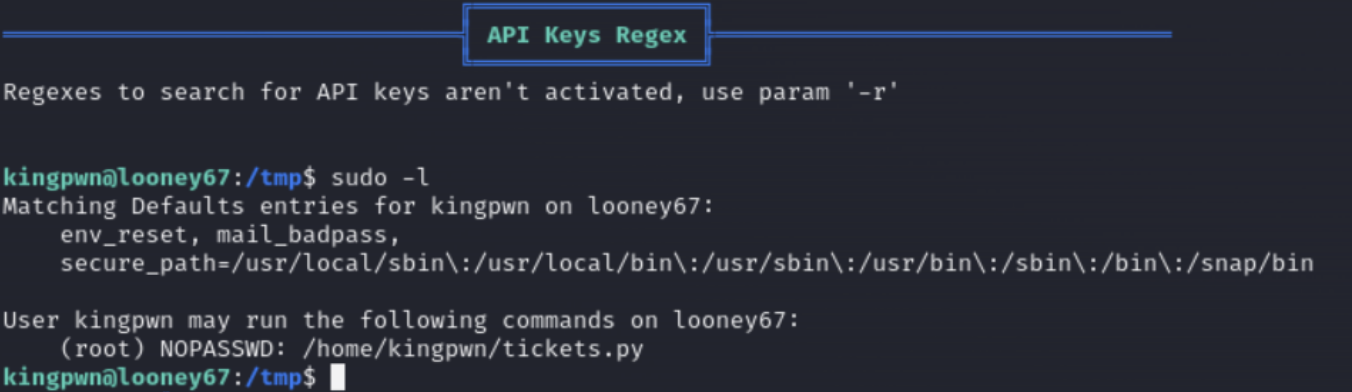 API Keys Regex
Regexes to search for API keys aren't activated, use param '-r'
kingpwn@looney67:/tmp$ sudo -l
Matching Defaults entries for kingpwn on looney67:
env_reset, mail_badpass,
secure_path=/usr/local/sbin\:/usr/local/bin\:/usr/sbin\:/usr/bin\:/sbin\:/bin\:/snap/bin
User kingpwn may run the following commands on looney67:
(root) NOPASSWD: /home/kingpwn/tickets.py
kingpwn@looney67:/tmp$